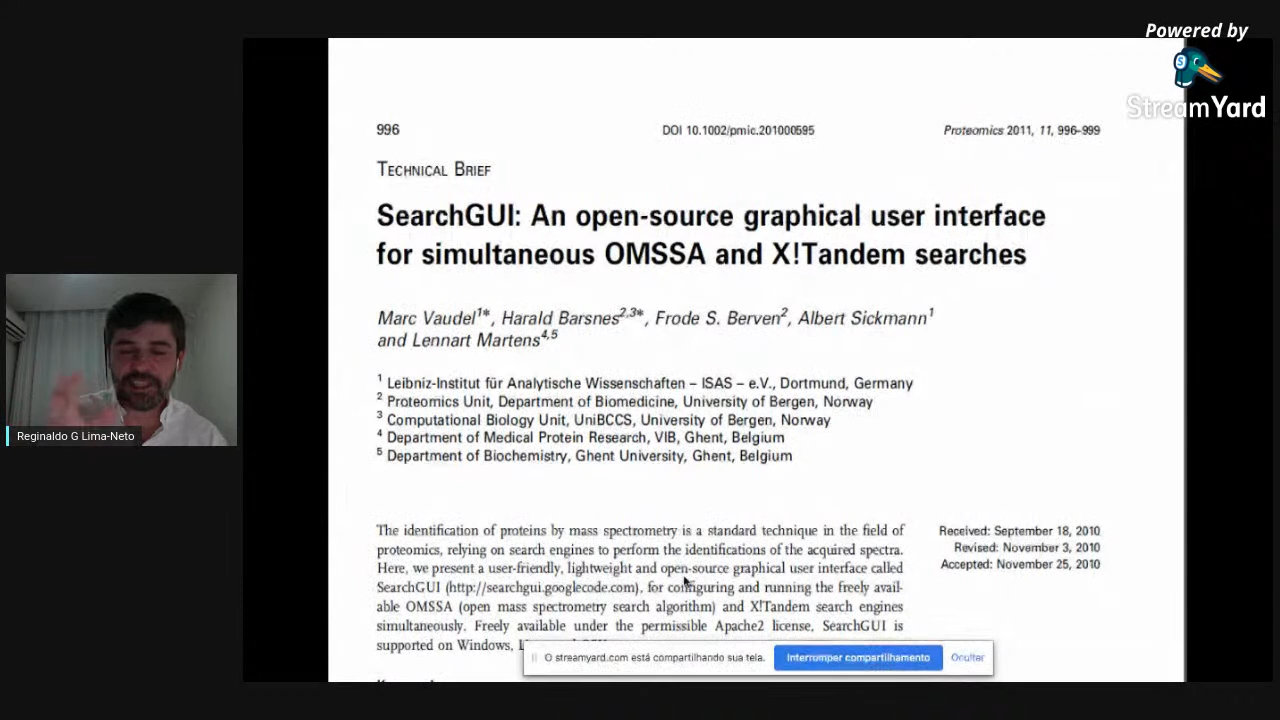 Powered by
StreamYard
996 DOI 10.1002/pmic.201000595 Proteomics 2011, 11, 996–999
TECHNICAL BRIEF
SearchGUI: An open-source graphical user interface
for simultaneous OMSSA and X!Tandem searches
Marc Vaudel1*, Harald Barsnes2,3*, Frode S. Berven2, Albert Sickmann1
and Lennart Martens4,5
1 Leibniz-Institut für Analytische Wissenschaften – ISAS – e.V., Dortmund, Germany
2 Proteomics Unit, Department of Biomedicine, University of Bergen, Norway
3 Computational Biology Unit, UniBCCS, University of Bergen, Norway
4 Department of Medical Protein Research, VIB, Ghent, Belgium
5 Department of Biochemistry, Ghent University, Ghent, Belgium
The identification of proteins by mass spectrometry is a standard technique in the field of
proteomics, relying on search engines to perform the identifications of the acquired spectra.
Here, we present a user-friendly, lightweight and open-source graphical user interface called
SearchGUI (http://searchgui.googlecode.com), for configuring and running the freely avail-
able OMSSA (open mass spectrometry search algorithm) and X!Tandem search engines
simultaneously. Freely available under the permissible Apache2 license, SearchGUI is
supported on Windows,
Received: September 18, 2010
Revised: November 3, 2010
Accepted: November 25, 2010
Reginaldo G Lima-Neto
O streamyard.com está compartilhando sua tela. Interromper compartilhamento Ocultar